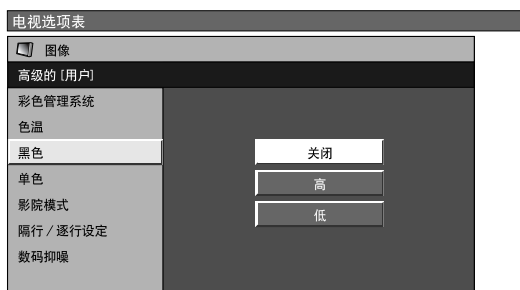 电视选项表
图像
高级的 [用户]
彩色管理系统
色温
黑色
单色
影院模式
隔行 / 逐行设定
数码抑噪
关闭
高
低